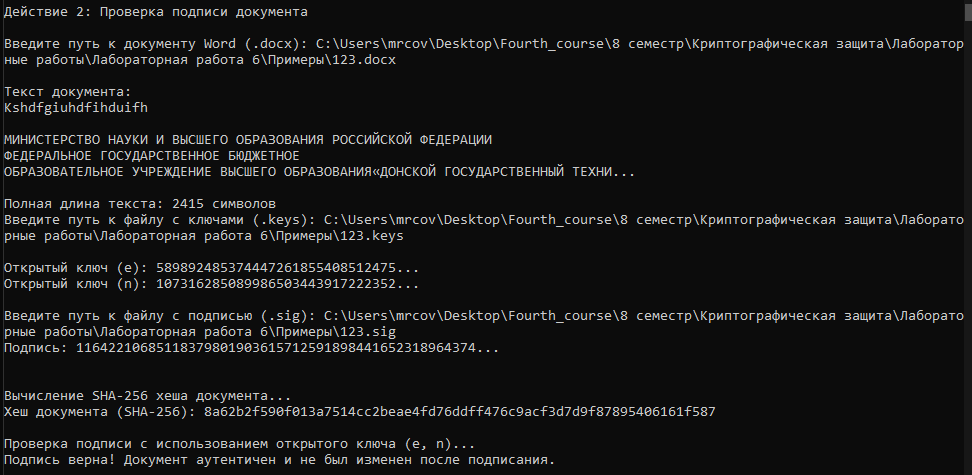 Действие 2: Проверка подписи документа
Введите путь к документу Word (.docx): C:\Users\mrcov\Desktop\Fourth_course\8 семестр\Криптографическая защита\Лаборатор
ные работы\Лабораторная работа 6\Примеры\123.docx
Текст документа:
Kshdfgiuhdfihduifh
МИНИСТЕРСТВО НАУКИ И ВЫСШЕГО ОБРАЗОВАНИЯ РОССИЙСКОЙ ФЕДЕРАЦИИ
ФЕДЕРАЛЬНОЕ ГОСУДАРСТВЕННОЕ БЮДЖЕТНОЕ
ОБРАЗОВАТЕЛЬНОЕ УЧРЕЖДЕНИЕ ВЫСШЕГО ОБРАЗОВАНИЯ«ДОНСКОЙ ГОСУДАРСТВЕННЫЙ ТЕХНИ...
Полная длина текста: 2415 символов
Введите путь к файлу с ключами (.keys): C:\Users\mrcov\Desktop\Fourth_course\8 семестр\Криптографическая защита\Лаборато
рные работы\Лабораторная работа 6\Примеры\123.keys
Открытый ключ (e): 589892485374447261855408512475...
Открытый ключ (n): 107316285089986503443917222352...
Введите путь к файлу с подписью (.sig): C:\Users\mrcov\Desktop\Fourth_course\8 семестр\Криптографическая защита\Лаборато
рные работы\Лабораторная работа 6\Примеры\123.sig
Подпись: 11642210685118379801903615712591898441652318964374...
Вычисление SHA-256 хеша документа...
Хеш документа (SHA-256): 8a62b2f590f013a7514cc2beae4fd76ddff476c9acf3d7d9f87895406161f587
Проверка подписи с использованием открытого ключа (e, n)...
Подпись верна! Документ аутентичен и не был изменен после подписания.